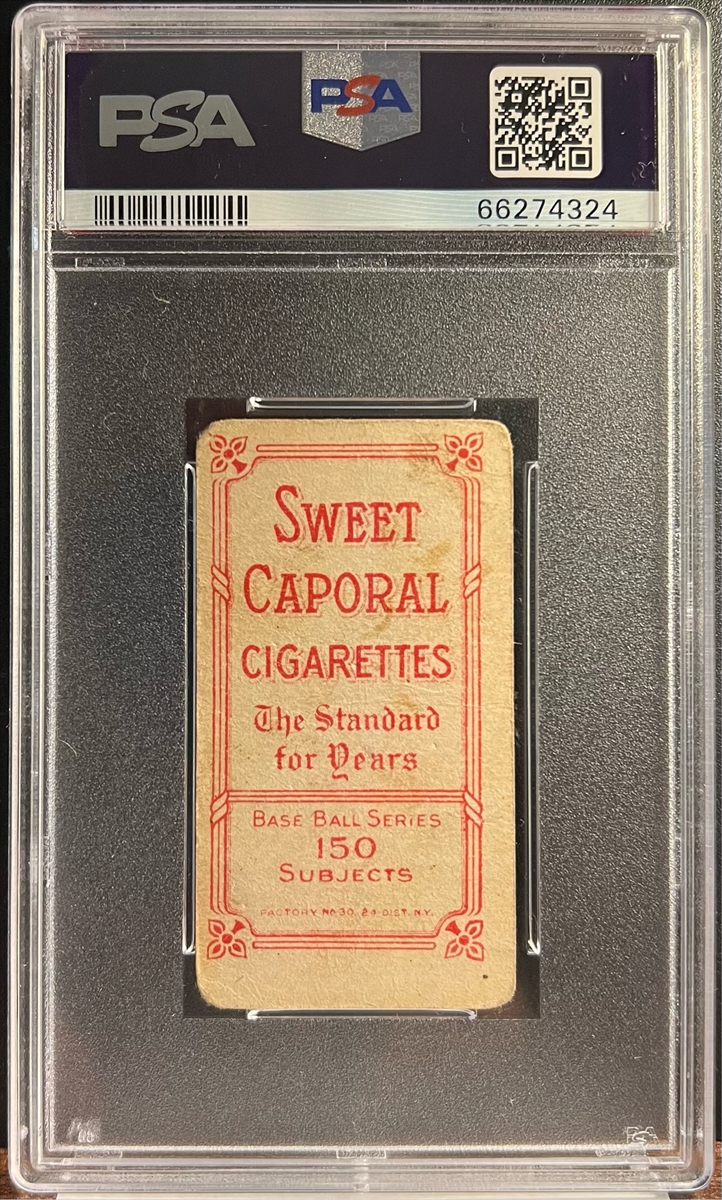 PSA
PSA
66274324
SWEET
CAPORAL
CIGARETTES
The Standard
for Years
BASE BALL SERIES
150
SUBJECTS
FACTORY No 30, 2d DIST. N.Y.